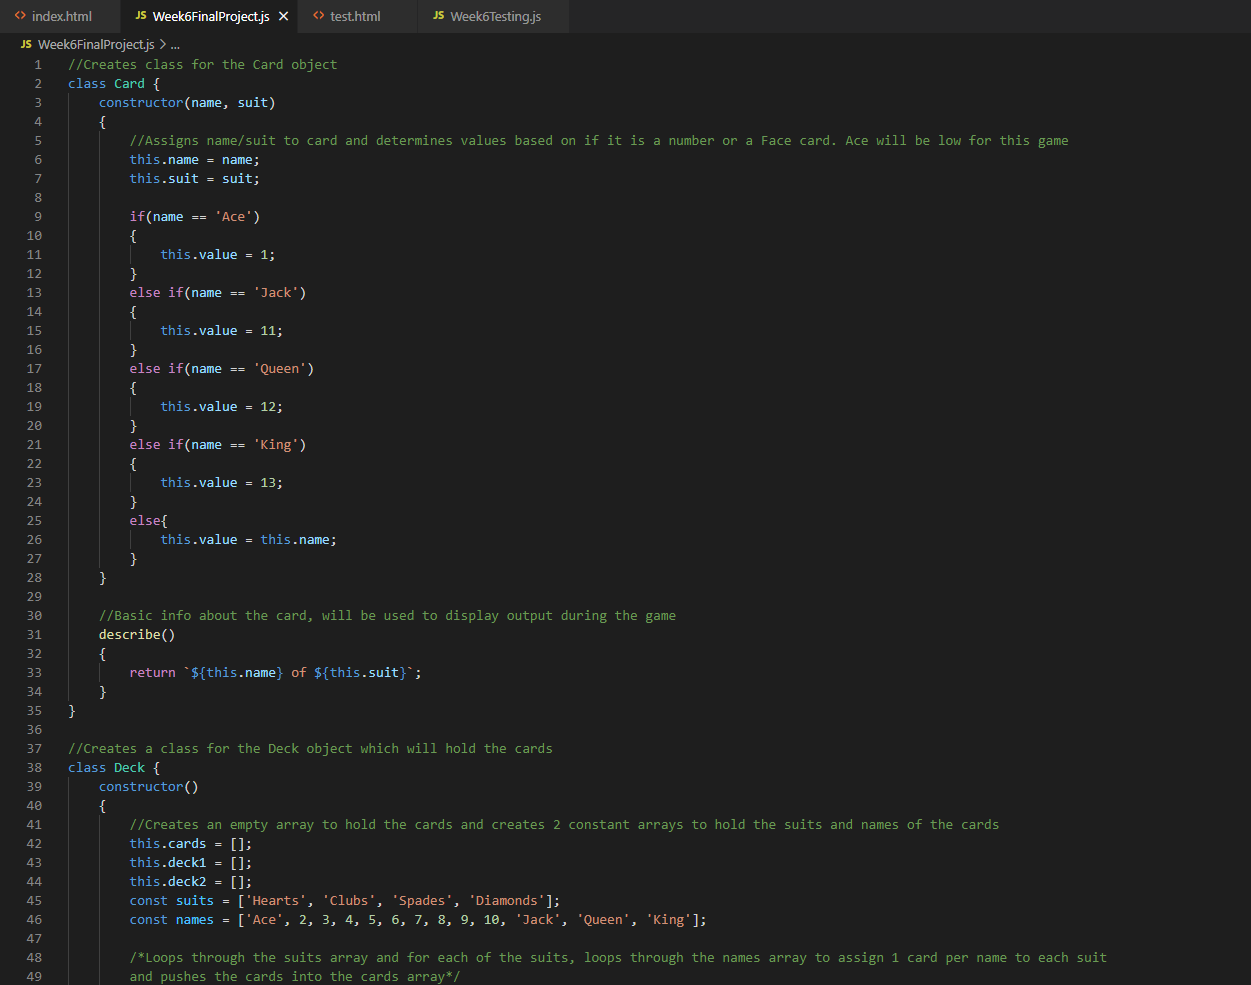 index.html JS Week6FinalProject.js test.html JS Week6Testing.js
JS Week6FinalProject.js > ...
1 //Creates class for the Card object
2 class Card {
3     constructor(name, suit)
4     {
5         //Assigns name/suit to card and determines values based on if it is a number or a Face card. Ace will be low for this game
6         this.name = name;
7         this.suit = suit;
8
9         if(name == 'Ace')
10         {
11             this.value = 1;
12         }
13         else if(name == 'Jack')
14         {
15             this.value = 11;
16         }
17         else if(name == 'Queen')
18         {
19             this.value = 12;
20         }
21         else if(name == 'King')
22         {
23             this.value = 13;
24         }
25         else{
26             this.value = this.name;
27         }
28     }
29
30     //Basic info about the card, will be used to display output during the game
31     describe()
32     {
33         return `${this.name} of ${this.suit}`;
34     }
35 }
36
37 //Creates a class for the Deck object which will hold the cards
38 class Deck {
39     constructor()
40     {
41         //Creates an empty array to hold the cards and creates 2 constant arrays to hold the suits and names of the cards
42         this.cards = [];
43         this.deck1 = [];
44         this.deck2 = [];
45         const suits = ['Hearts', 'Clubs', 'Spades', 'Diamonds'];
46         const names = ['Ace', 2, 3, 4, 5, 6, 7, 8, 9, 10, 'Jack', 'Queen', 'King'];
47
48         /*Loops through the suits array and for each of the suits, loops through the names array to assign 1 card per name to each suit
49         and pushes the cards into the cards array*/